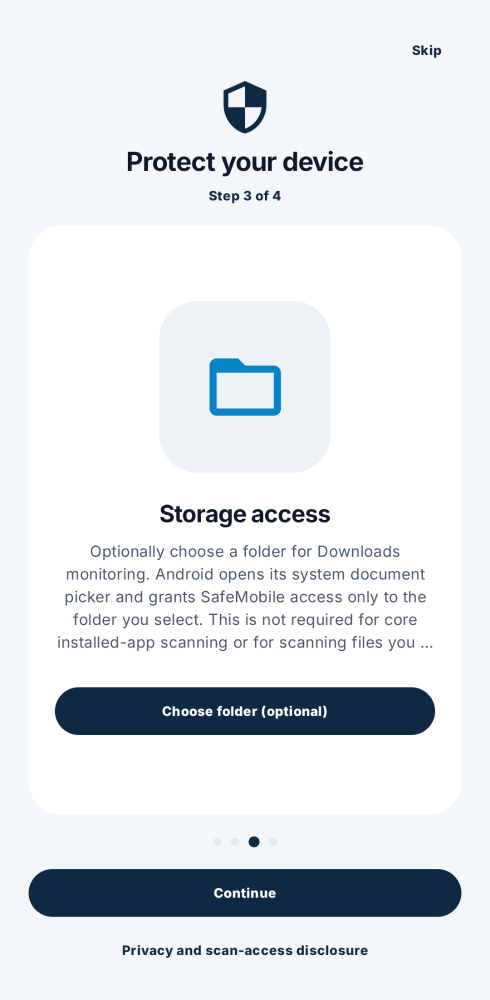 Skip
Protect your device
Step 3 of 4
Storage access
Optionally choose a folder for Downloads
monitoring. Android opens its system document
picker and grants SafeMobile access only to the
folder you select. This is not required for core
installed-app scanning or for scanning files you ...
Choose folder (optional)
Continue
Privacy and scan-access disclosure